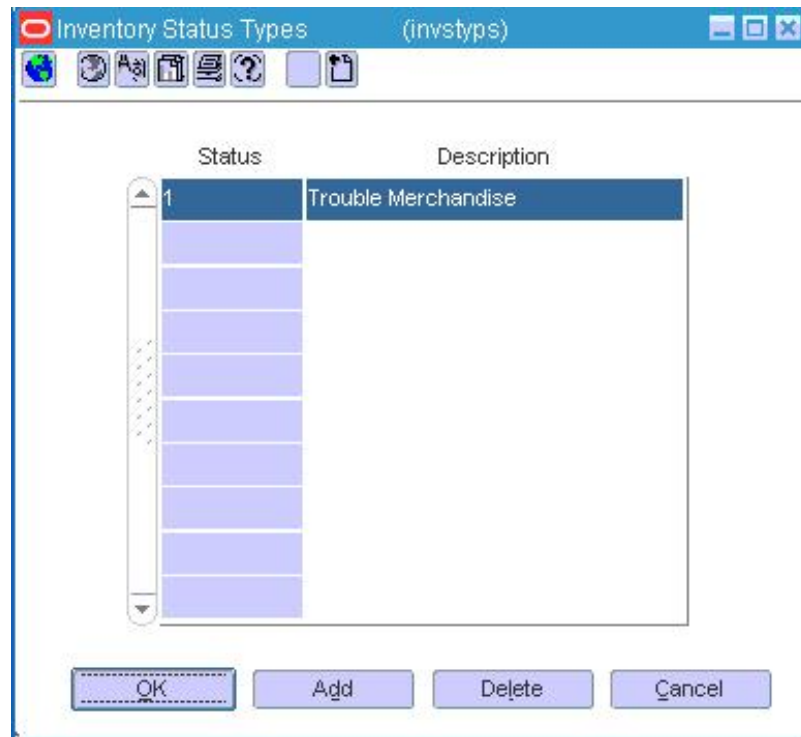 Inventory Status Types (invstyps)
Status Description
1 Trouble Merchandise
OK Add Delete Cancel